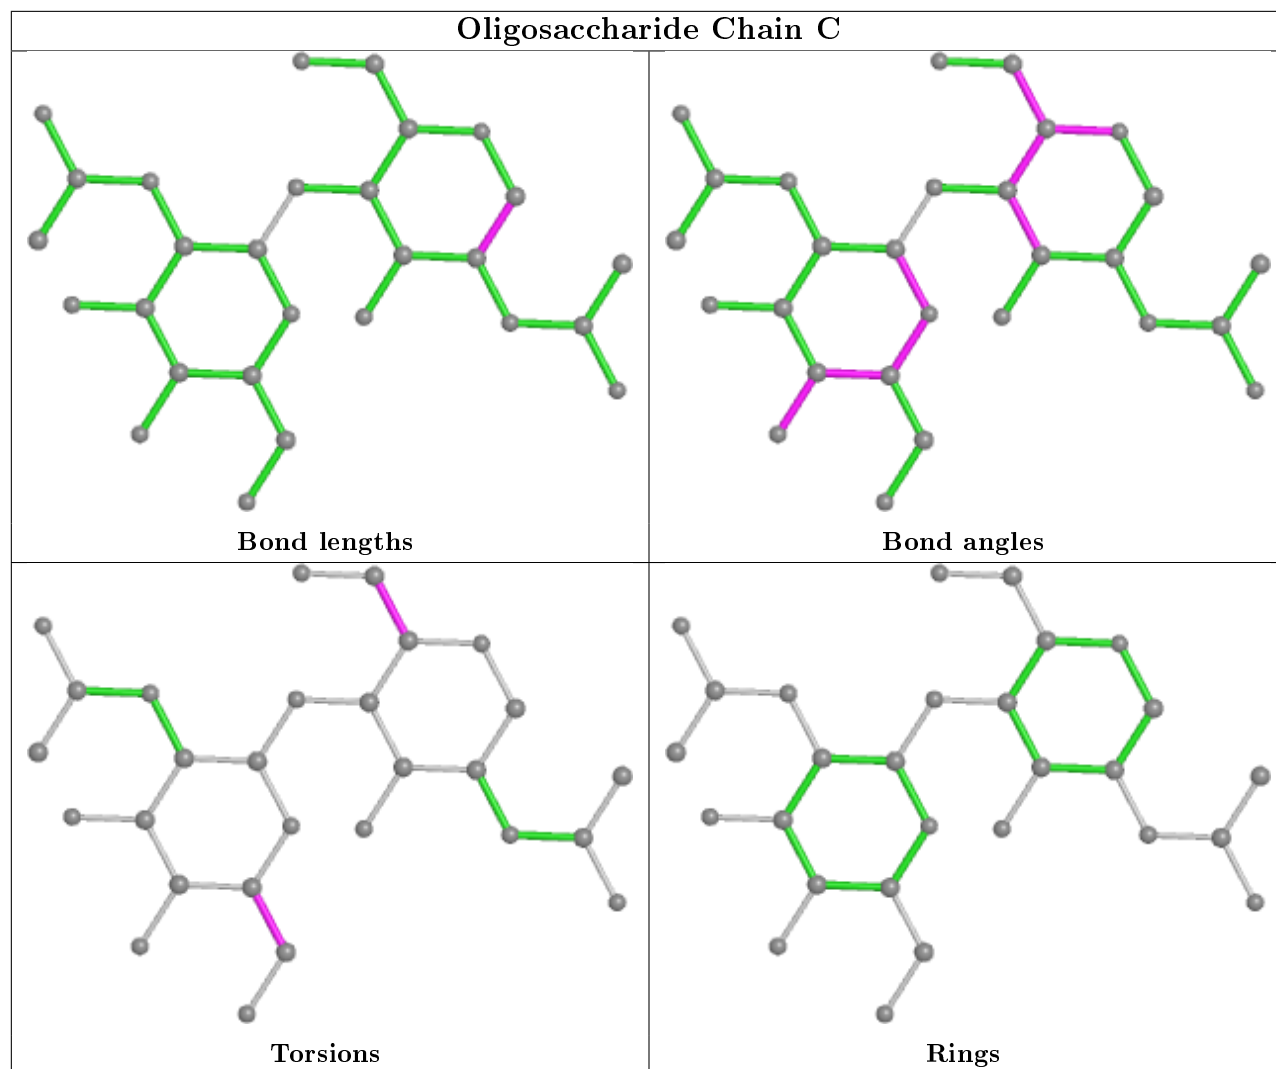 Oligosaccharide Chain C
Bond lengths
Bond angles
Torsions
Rings